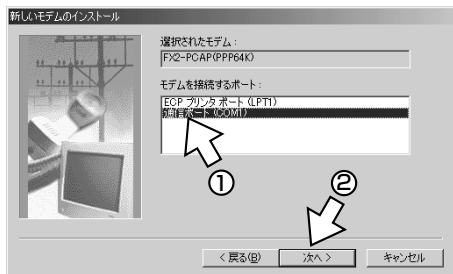 新しいモデムのインストール
選択されたモデム :
FX2-PCAP(PPP64K)
モデムを接続するポート :
ECP プリンタ ポート (LPT1)
通信ポート (COM1)
①
②
< 戻る(B)
次へ >
キャンセル